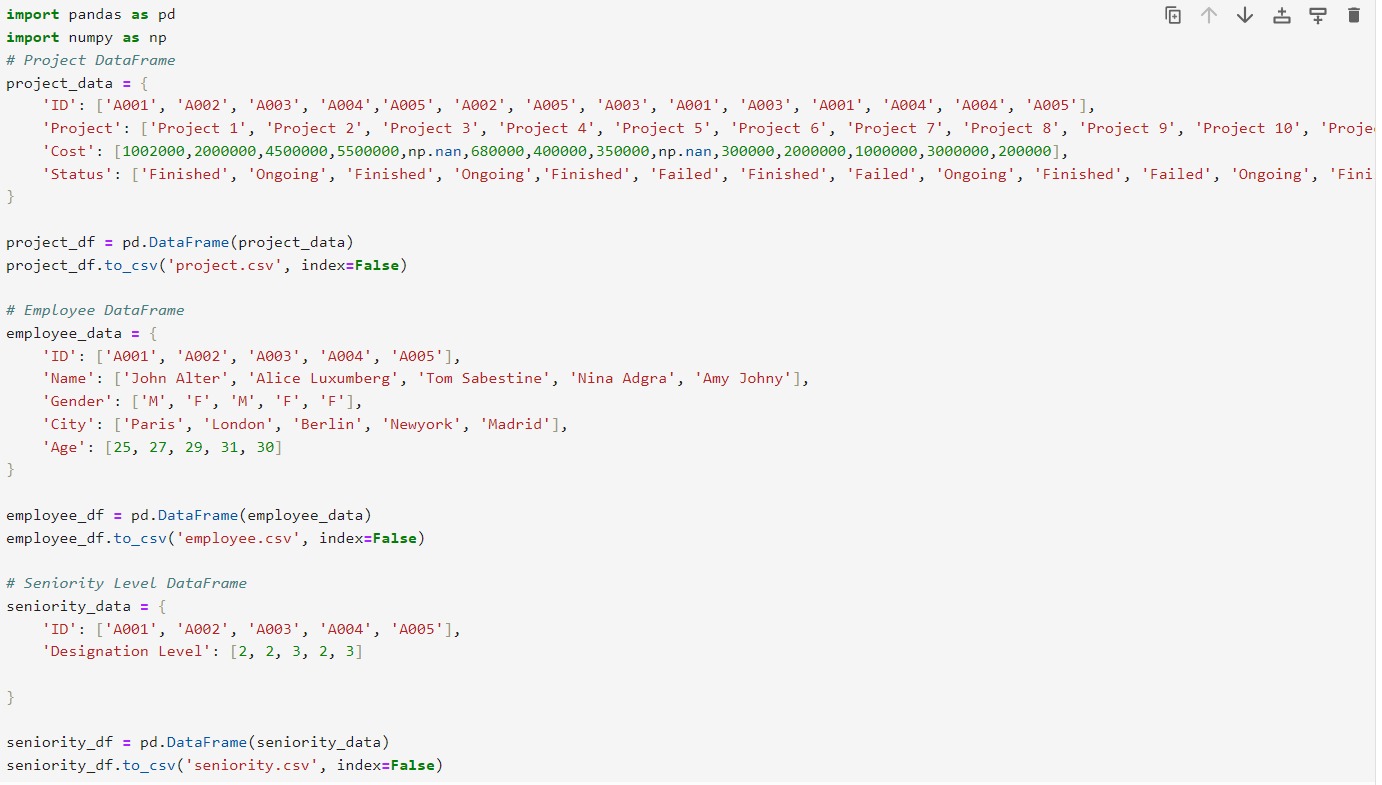 import pandas as pd
import numpy as np
# Project DataFrame
project_data = {
    'ID': ['A001', 'A002', 'A003', 'A004','A005', 'A002', 'A005', 'A003', 'A001', 'A003', 'A001', 'A004', 'A004', 'A005'],
    'Project': ['Project 1', 'Project 2', 'Project 3', 'Project 4', 'Project 5', 'Project 6', 'Project 7', 'Project 8', 'Project 9', 'Project 10', 'Proje
    'Cost': [1002000,2000000,4500000,5500000,np.nan,680000,400000,350000,np.nan,300000,2000000,1000000,3000000,200000],
    'Status': ['Finished', 'Ongoing', 'Finished', 'Ongoing','Finished', 'Failed', 'Finished', 'Failed', 'Ongoing', 'Finished', 'Failed', 'Ongoing', 'Fini
}
project_df = pd.DataFrame(project_data)
project_df.to_csv('project.csv', index=False)
# Employee DataFrame
employee_data = {
    'ID': ['A001', 'A002', 'A003', 'A004', 'A005'],
    'Name': ['John Alter', 'Alice Luxumberg', 'Tom Sabestine', 'Nina Adgra', 'Amy Johny'],
    'Gender': ['M', 'F', 'M', 'F', 'F'],
    'City': ['Paris', 'London', 'Berlin', 'Newyork', 'Madrid'],
    'Age': [25, 27, 29, 31, 30]
}
employee_df = pd.DataFrame(employee_data)
employee_df.to_csv('employee.csv', index=False)
# Seniority Level DataFrame
seniority_data = {
    'ID': ['A001', 'A002', 'A003', 'A004', 'A005'],
    'Designation Level': [2, 2, 3, 2, 3]
}
seniority_df = pd.DataFrame(seniority_data)
seniority_df.to_csv('seniority.csv', index=False)